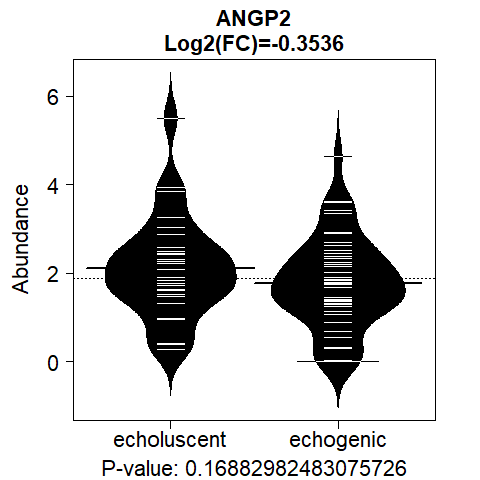 ANGP2
Log2(FC)=-0.3536
Abundance
6
4
2
0
echoluscent echogenic
P-value: 0.16882982483075726